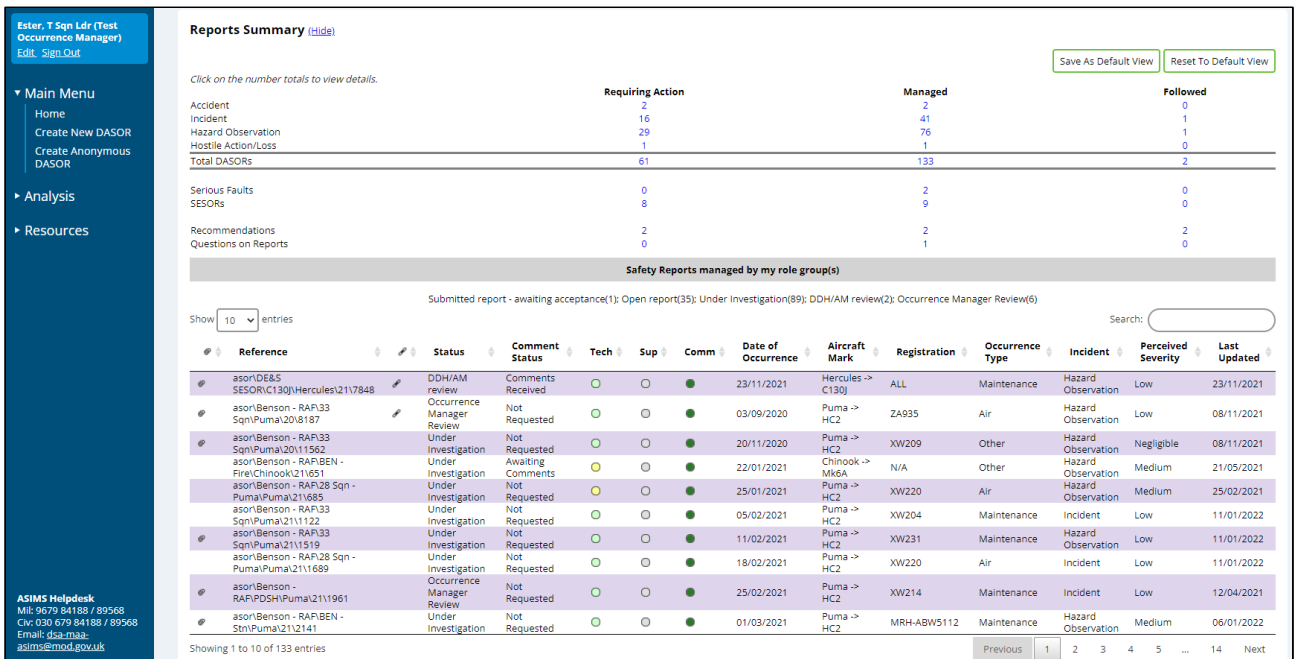 Ester, T Sqn Ldr (Test
Occurrence Manager)
Edit Sign Out
Main Menu
Home
Create New DASOR
Create Anonymous
DASOR
Analysis
Resources
ASIMS Helpdesk
Mil: 9679 84188 / 89568
Civ: 030 679 84188 / 89568
Email: dsa-maa-
asims@mod.gov.uk
Reports Summary (Hide)
Save As Default View Reset To Default View
Click on the number totals to view details.
Requiring Action Managed Followed
Accident 2 2 0
Incident 16 41 1
Hazard Observation 29 76 1
Hostile Action/Loss 1 1 0
Total DASORs 61 133 2
Serious Faults 0 2 0
SESORs 8 9 0
Recommendations 2 2 2
Questions on Reports 0 1 0
Safety Reports managed by my role group(s)
Submitted report - awaiting acceptance(1); Open report(35); Under Investigation(89); DDH/AM review(2); Occurrence Manager Review(6)
Show 10 entries Search:
Reference Status Comment Status Tech Sup Comm Date of Occurrence Aircraft Mark Registration Occurrence Type Incident Perceived Severity Last Updated
asor\DE&S SESOR\C130J\Hercules\21\7848 DDH/AM review Comments Received 23/11/2021 Hercules -> C130J ALL Maintenance Hazard Observation Low 23/11/2021
asor\Benson - RAF\33 Sqn\Puma\20\8187 Occurrence Manager Review Not Requested 03/09/2020 Puma -> HC2 ZA935 Air Hazard Observation Low 08/11/2021
asor\Benson - RAF\33 Sqn\Puma\20\11562 Under Investigation Not Requested 20/11/2020 Puma -> HC2 XW209 Other Hazard Observation Negligible 08/11/2021
asor\Benson - RAF\BEN - Fire\Chinook\21\651 Under Investigation Awaiting Comments 22/01/2021 Chinook -> Mk6A N/A Other Hazard Observation Medium 21/05/2021
asor\Benson - RAF\28 Sqn - Puma\Puma\21\685 Under Investigation Not Requested 25/01/2021 Puma -> HC2 XW220 Air Hazard Observation Medium 25/02/2021
asor\Benson - RAF\33 Sqn\Puma\21\1122 Under Investigation Not Requested 05/02/2021 Puma -> HC2 XW204 Maintenance Incident Low 11/01/2022
asor\Benson - RAF\33 Sqn\Puma\21\1519 Under Investigation Not Requested 11/02/2021 Puma -> HC2 XW231 Maintenance Hazard Observation Low 11/01/2022
asor\Benson - RAF\28 Sqn - Puma\Puma\21\1689 Under Investigation Not Requested 18/02/2021 Puma -> HC2 XW220 Air Incident Low 11/01/2022
asor\Benson - RAF\PDSH\Puma\21\1961 Occurrence Manager Review Not Requested 25/02/2021 Puma -> HC2 XW214 Maintenance Incident Low 12/04/2021
asor\Benson - RAF\BEN - Stn\Puma\21\2141 Under Investigation Not Requested 01/03/2021 Puma -> HC2 MRH-ABW5112 Maintenance Hazard Observation Medium 06/01/2022
Showing 1 to 10 of 133 entries Previous 1 2 3 4 5 ... 14 Next